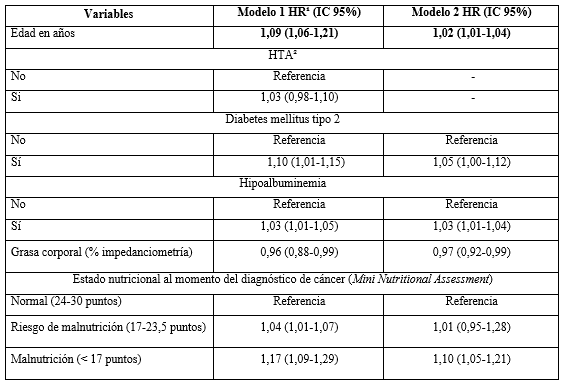 Variables Modelo 1 HRª (IC 95%) Modelo 2 HR (IC 95%)
Edad en años 1,09 (1,06-1,21) 1,02 (1,01-1,04)
HTAª
No Referencia -
Si 1,03 (0,98-1,10) -
Diabetes mellitus tipo 2
No Referencia Referencia
Sí 1,10 (1,01-1,15) 1,05 (1,00-1,12)
Hipoalbuminemia
No Referencia Referencia
Sí 1,03 (1,01-1,05) 1,03 (1,01-1,04)
Grasa corporal (% impedanciometría) 0,96 (0,88-0,99) 0,97 (0,92-0,99)
Estado nutricional al momento del diagnóstico de cáncer (Mini Nutritional Assessment)
Normal (24-30 puntos) Referencia Referencia
Riesgo de malnutrición (17-23,5 puntos) 1,04 (1,01-1,07) 1,01 (0,95-1,28)
Malnutrición (< 17 puntos) 1,17 (1,09-1,29) 1,10 (1,05-1,21)